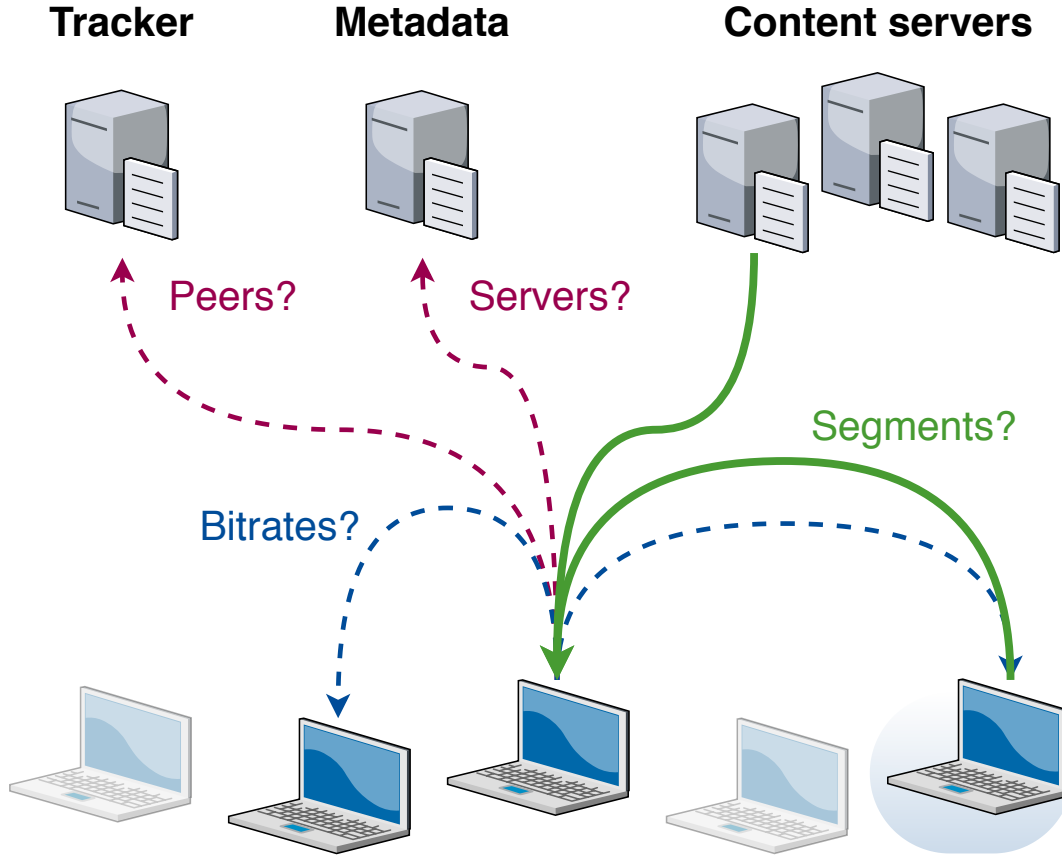 Tracker
Metadata
Content servers
Peers?
Servers?
Segments?
Bitrates?